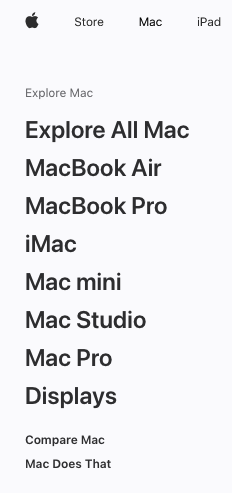 Store Mac iPad
Explore Mac
Explore All Mac
MacBook Air
MacBook Pro
iMac
Mac mini
Mac Studio
Mac Pro
Displays
Compare Mac
Mac Does That